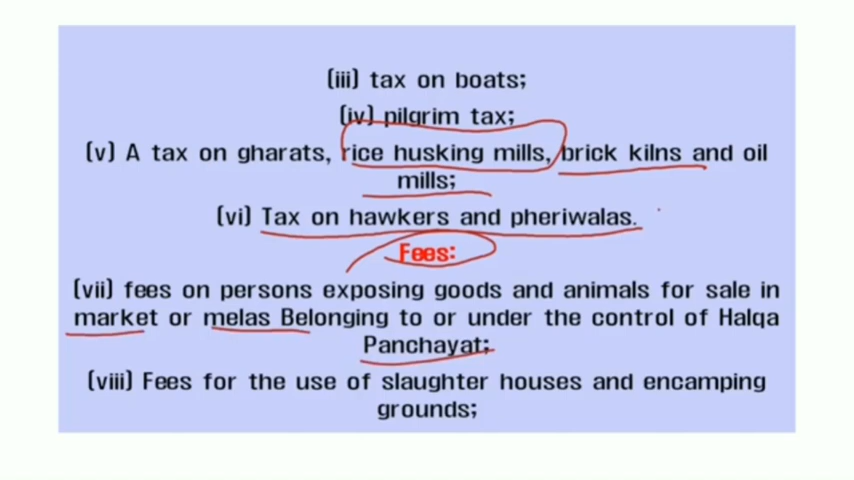 (iii) tax on boats;
(iv) pilgrim tax;
(v) A tax on gharats, rice husking mills, brick kilns and oil
mills;
(vi) Tax on hawkers and pheriwalas.
Fees:
(vii) fees on persons exposing goods and animals for sale in
market or melas Belonging to or under the control of Halqa
Panchayat;
(viii) Fees for the use of slaughter houses and encamping
grounds;